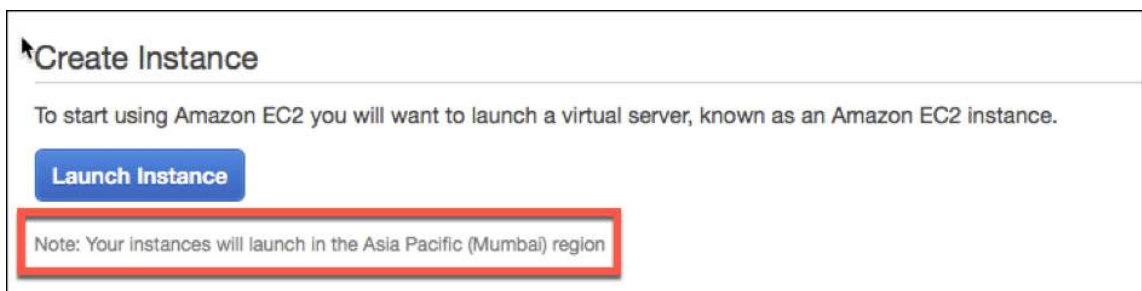 Create Instance
To start using Amazon EC2 you will want to launch a virtual server, known as an Amazon EC2 instance.
Launch Instance
Note: Your instances will launch in the Asia Pacific (Mumbai) region